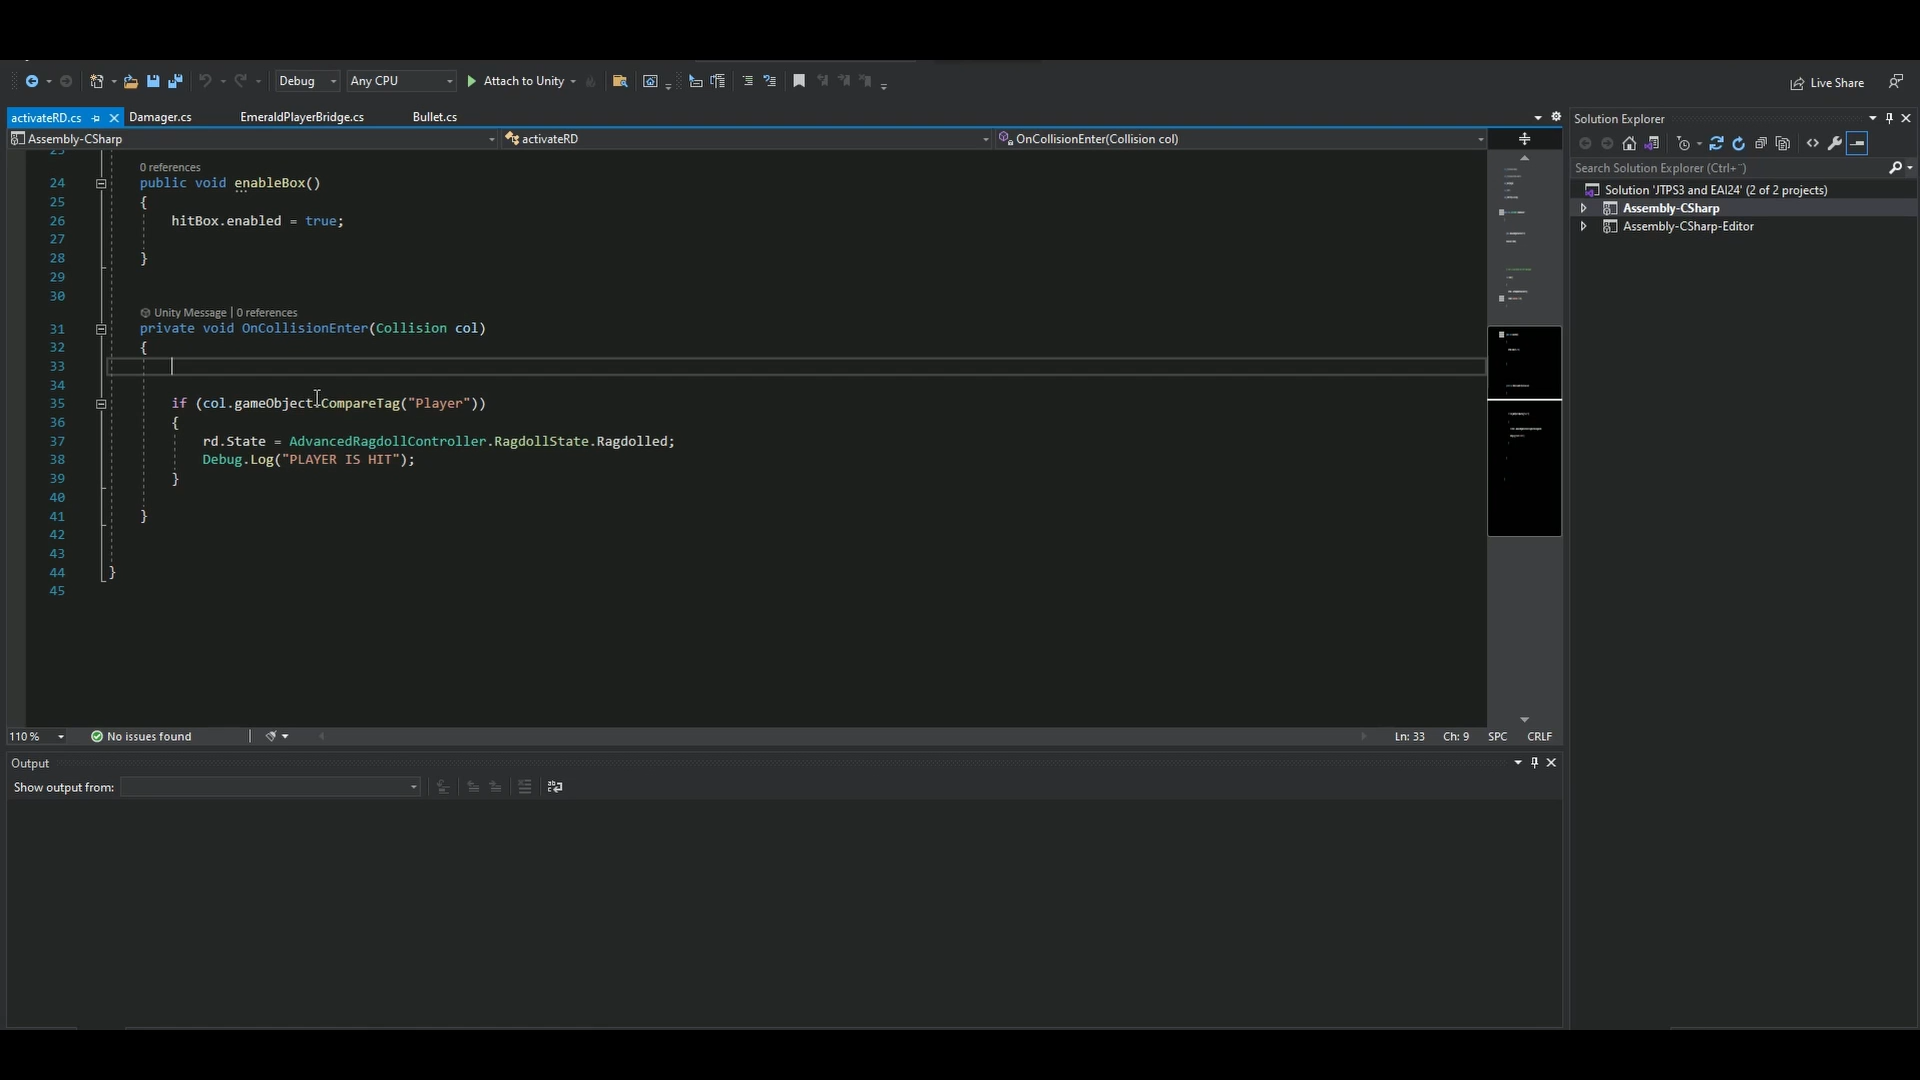 Debug Any CPU Attach to Unity Live Share
activateRD.cs Damager.cs EmeraldPlayerBridge.cs Bullet.cs
Assembly-CSharp activateRD OnCollisionEnter(Collision col)
0 references
24 public void enableBox()
25 {
26 hitBox.enabled = true;
27
28 }
29
30
Unity Message | 0 references
31 private void OnCollisionEnter(Collision col)
32 {
33
34
35 if (col.gameObject.CompareTag("Player"))
36 {
37 rd.State = AdvancedRagdollController.RagdollState.Ragdolled;
38 Debug.Log("PLAYER IS HIT");
39 }
40
41 }
42
43
44 }
45
110 % No issues found Ln: 33 Ch: 9 SPC CRLF
Output
Show output from:
Solution Explorer
Search Solution Explorer (Ctrl+¨)
Solution 'JTPS3 and EAI24' (2 of 2 projects)
Assembly-CSharp
Assembly-CSharp-Editor